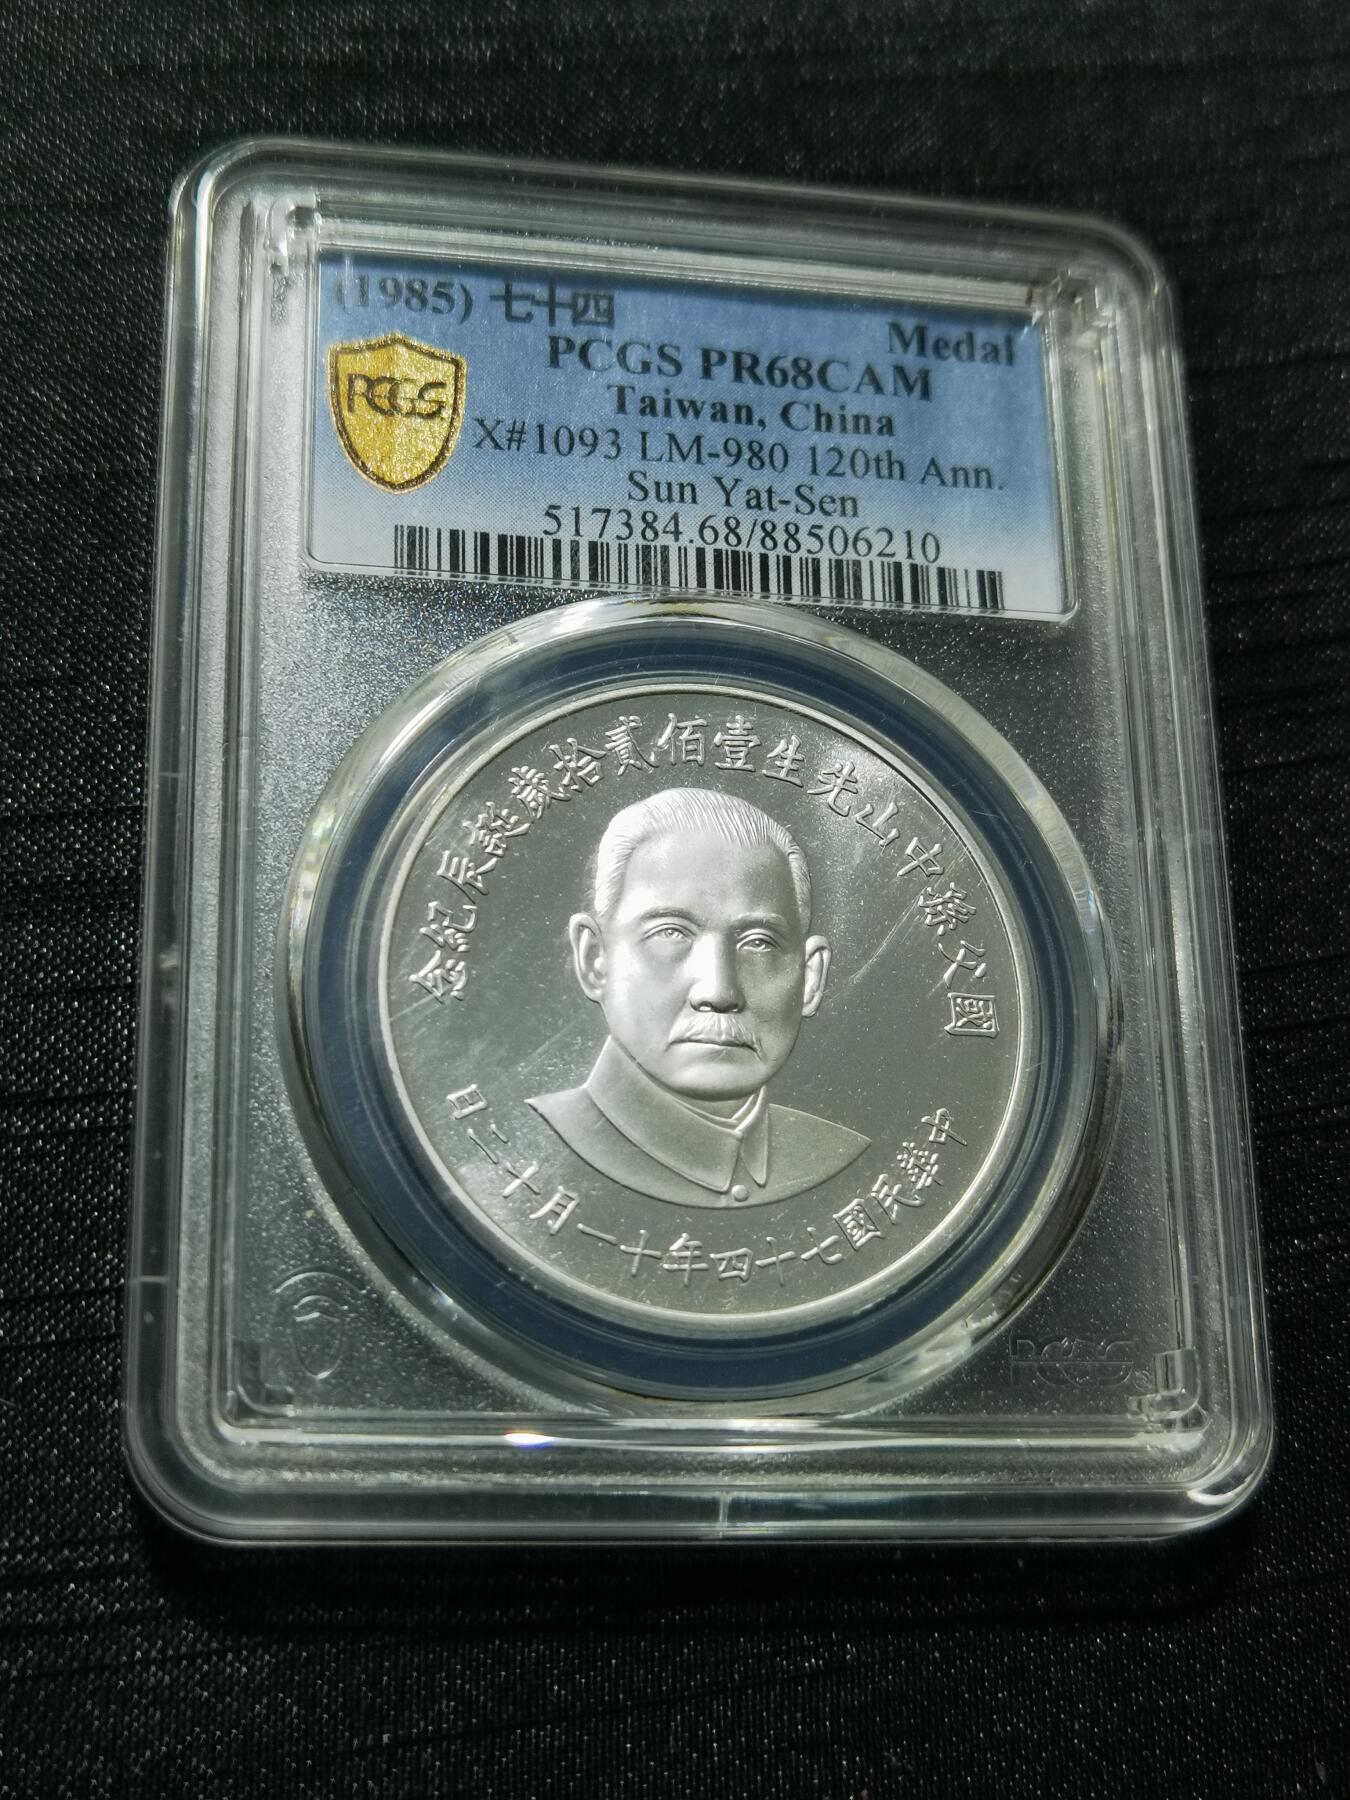 (1985) 七十四
Medal
PCGS
PCGS PR68CAM
Taiwan, China
X#1093 LM-980 120th Ann.
Sun Yat-Sen
517384.68/88506210
國父孫中山先生壹佰貳拾歲誕辰紀念
中華民國七十四年十一月十二日
PCGS